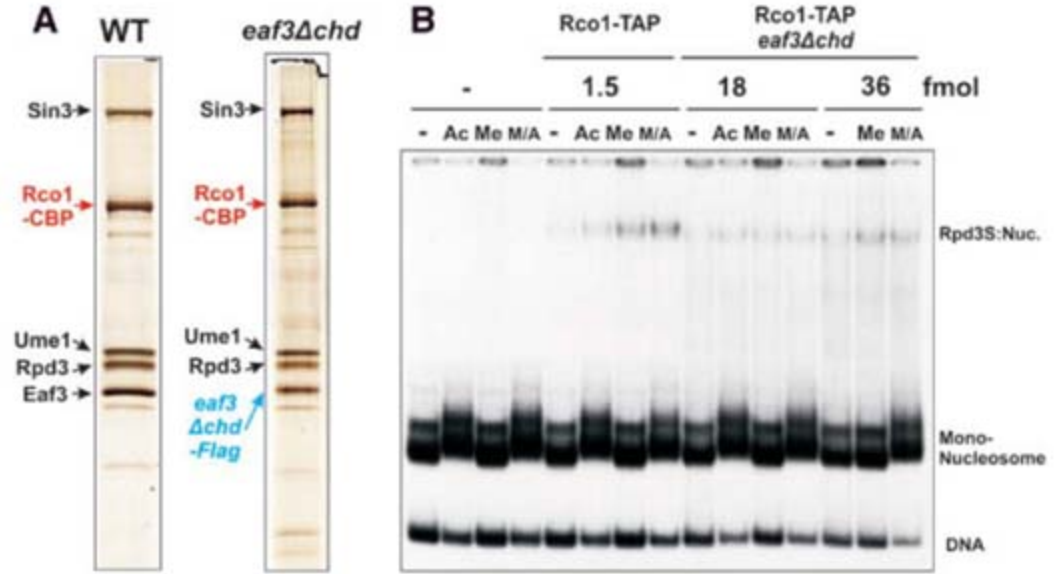 A
WT
eaf3Δchd
Sin3
Rco1
-CBP
Ume1
Rpd3
Eaf3
Sin3
Rco1
-CBP
Ume1
Rpd3
eaf3
Δchd
-Flag
B
Rco1-TAP
Rco1-TAP
eaf3Δchd
- 1.5 18 36 fmol
- Ac Me M/A - Ac Me M/A - Ac Me M/A - Me M/A
Rpd3S:Nuc.
Mono-
Nucleosome
DNA